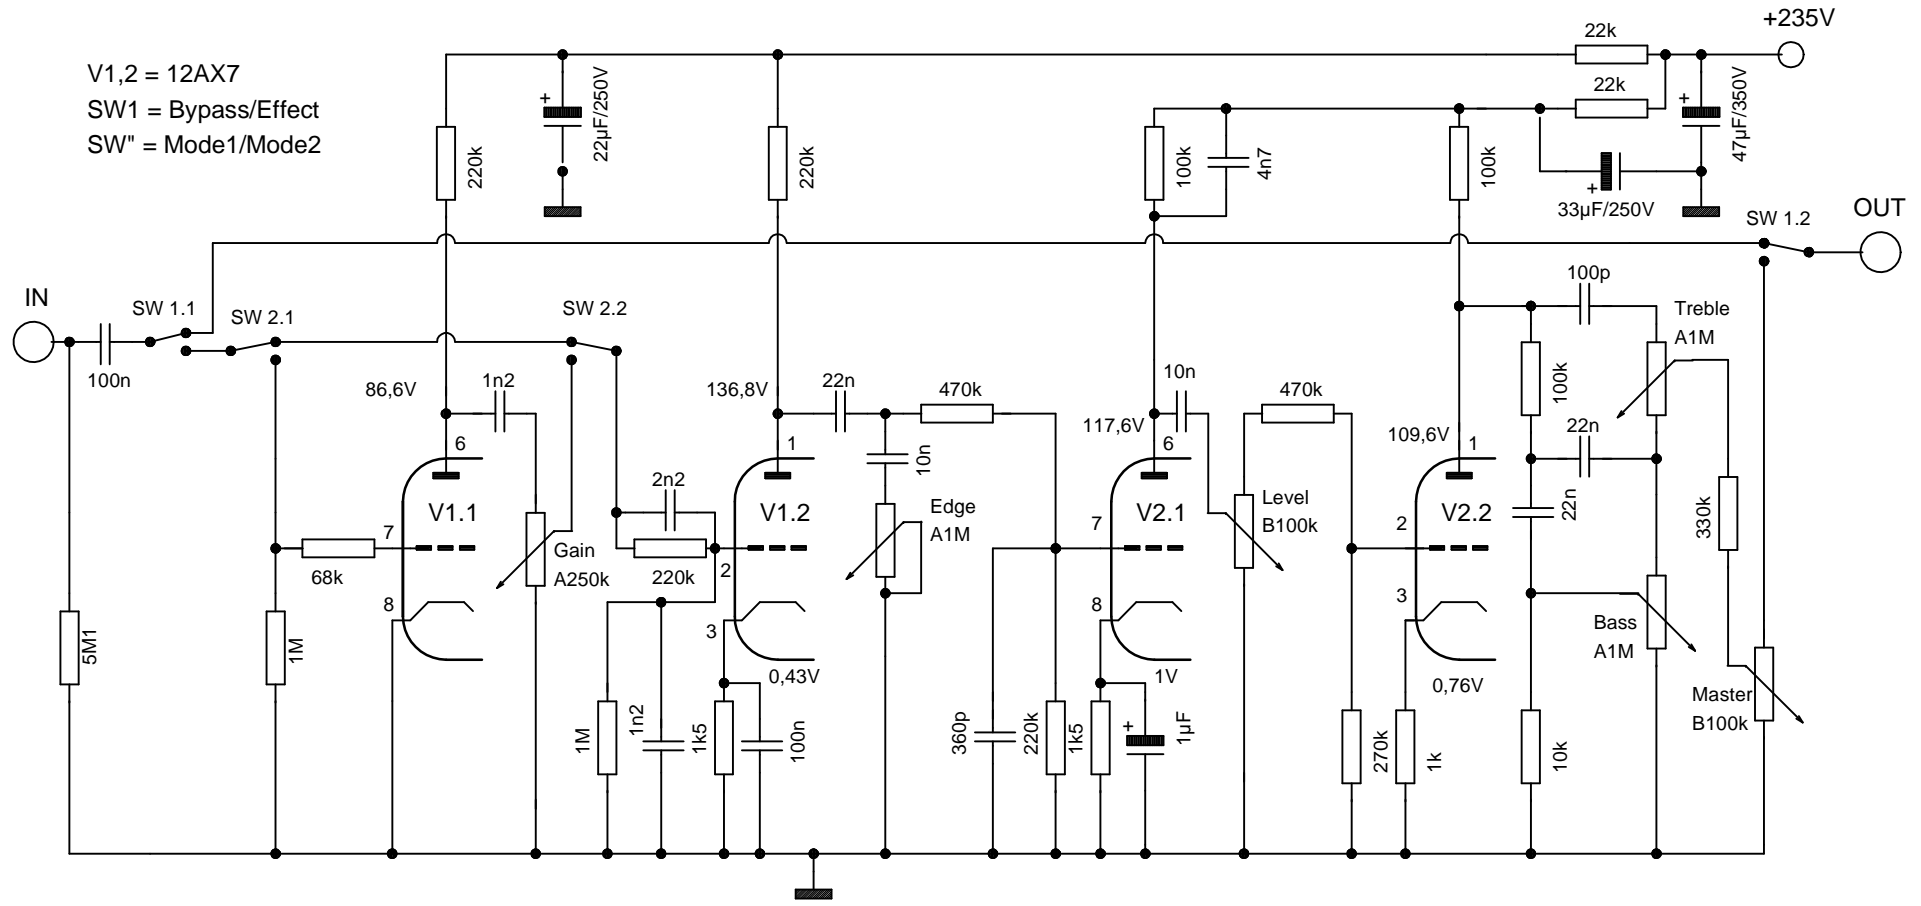 +235V
22k
V1,2 = 12AX7
SW1 = Bypass/Effect
SW" = Mode1/Mode2
+
22µF/250V
22k
+
47µF/350V
220k
220k
100k
4n7
100k
+
33µF/250V
SW 1.2
OUT
IN
SW 1.1
SW 2.1
SW 2.2
100n
100p
Treble
A1M
86,6V
1n2
136,8V
22n
470k
10n
470k
100k
117,6V
109,6V
22n
6
1
6
1
10n
2n2
V1.1
V1.2
Edge
A1M
V2.1
Level
B100k
V2.2
22n
330k
7
7
2
68k
Gain
A250k
220k
2
8
8
3
3
5M1
1M
Bass
A1M
0,43V
1V
0,76V
Master
B100k
1M
1n2
1k5
100n
360p
220k
1k5
+
1µF
270k
1k
10k